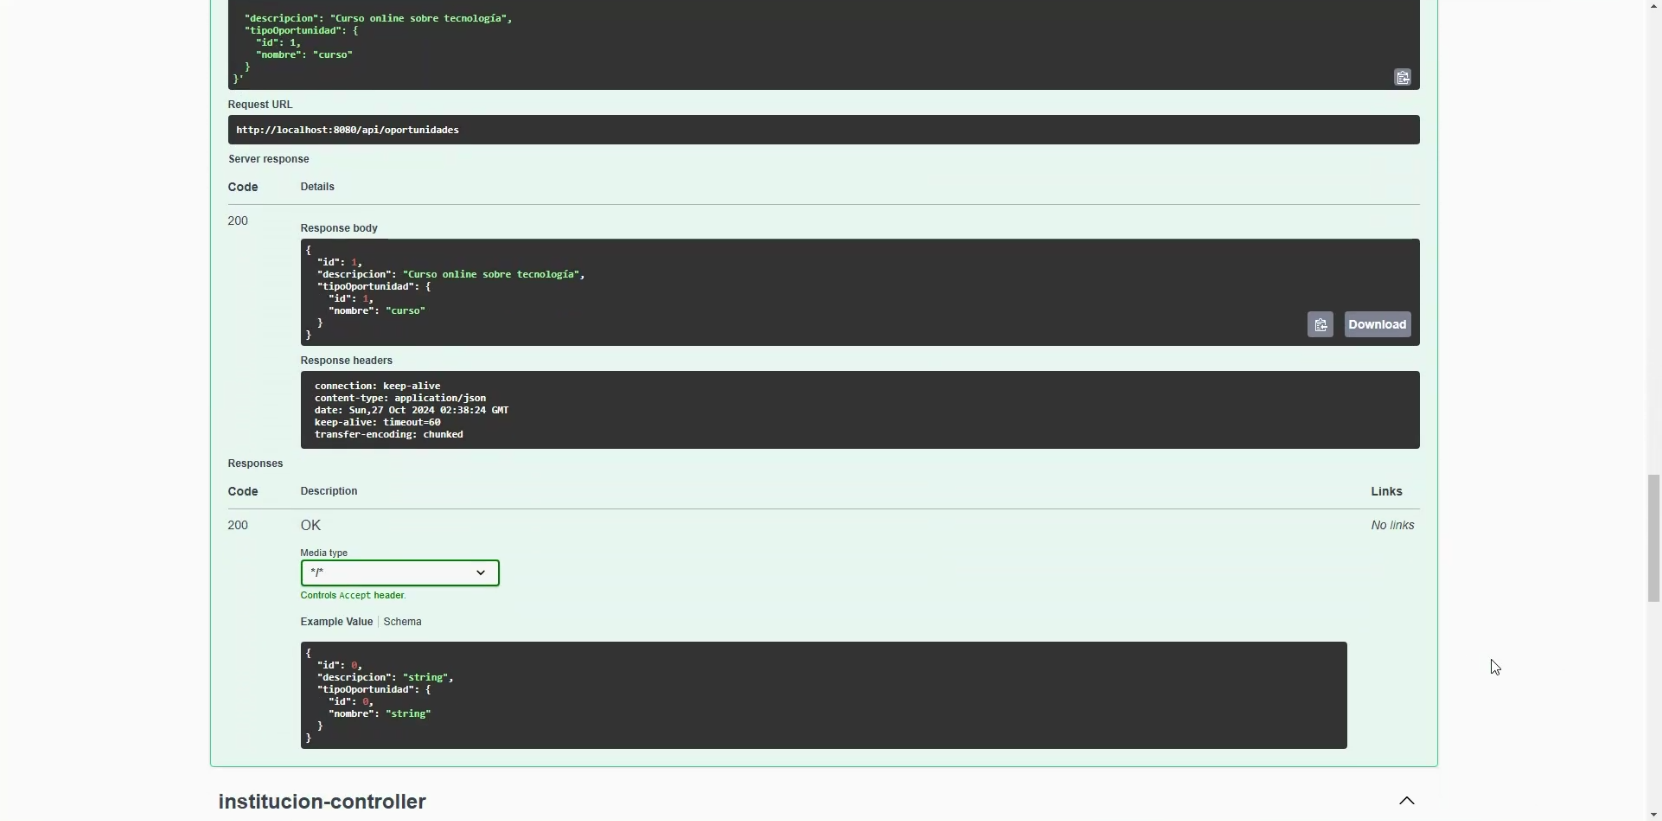 "descripcion": "Curso online sobre tecnología",
"tipoOportunidad": {
"id": 1,
"nombre": "curso"
}
}'
Request URL
http://localhost:8080/api/oportunidades
Server response
Code Details
200
Response body
{
"id": 1,
"descripcion": "Curso online sobre tecnología",
"tipoOportunidad": {
"id": 1,
"nombre": "curso"
}
}
Download
Response headers
connection: keep-alive
content-type: application/json
date: Sun,27 Oct 2024 02:38:24 GMT
keep-alive: timeout=60
transfer-encoding: chunked
Responses
Code Description Links
200 OK No links
Media type
*/*
Controls Accept header.
Example Value Schema
{
"id": 0,
"descripcion": "string",
"tipoOportunidad": {
"id": 0,
"nombre": "string"
}
}
institucion-controller